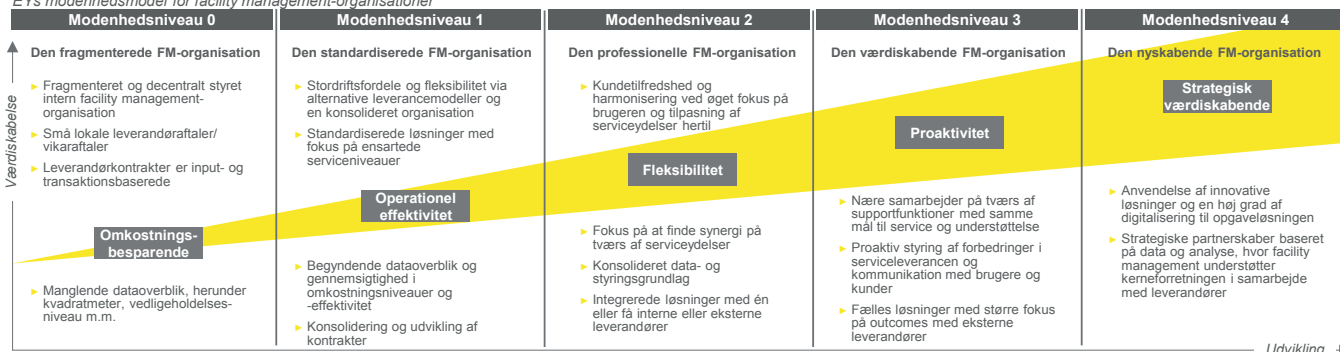 EYs modenhedsmodel for facility management-organisationer
Modenhedsniveau 0
Modenhedsniveau 1
Modenhedsniveau 2
Modenhedsniveau 3
Modenhedsniveau 4
Værdiskabelse
Den fragmenterede FM-organisation
► Fragmenteret og decentralt styret
intern facility management-
organisation
► Små lokale leverandøraftaler/
vikaraftaler
► Leverandørkontrakter er input- og
transaktionsbaserede
Omkostnings-
besparende
► Manglende dataoverblik, herunder
kvadratmeter, vedligeholdelses-
niveau m.m.
Den standardiserede FM-organisation
► Stordriftsfordele og fleksibilitet via
alternative leverancemodeller og
en konsolideret organisation
► Standardiserede løsninger med
fokus på ensartede
serviceniveauer
Operationel
effektivitet
► Begyndende dataoverblik og
gennemsigtighed i
omkostningsniveauer og
-effektivitet
► Konsolidering og udvikling af
kontrakter
Den professionelle FM-organisation
► Kundetilfredshed og
harmonisering ved øget fokus på
brugeren og tilpasning af
serviceydelser hertil
Fleksibilitet
► Fokus på at finde synergi på
tværs af serviceydelser
► Konsolideret data- og
styringsgrundlag
► Integrerede løsninger med én
eller få interne eller eksterne
leverandører
Den værdiskabende FM-organisation
Proaktivitet
► Nære samarbejder på tværs af
supportfunktioner med samme
mål til service og understøttelse
► Proaktiv styring af forbedringer i
serviceleverancen og
kommunikation med brugere og
kunder
► Fælles løsninger med større fokus
på outcomes med eksterne
leverandører
Den nyskabende FM-organisation
Strategisk
værdiskabende
► Anvendelse af innovative
løsninger og en høj grad af
digitalisering til opgaveløsningen
► Strategiske partnerskaber baseret
på data og analyse, hvor facility
management understøtter
kerneforretningen i samarbejde
med leverandører
Udvikling